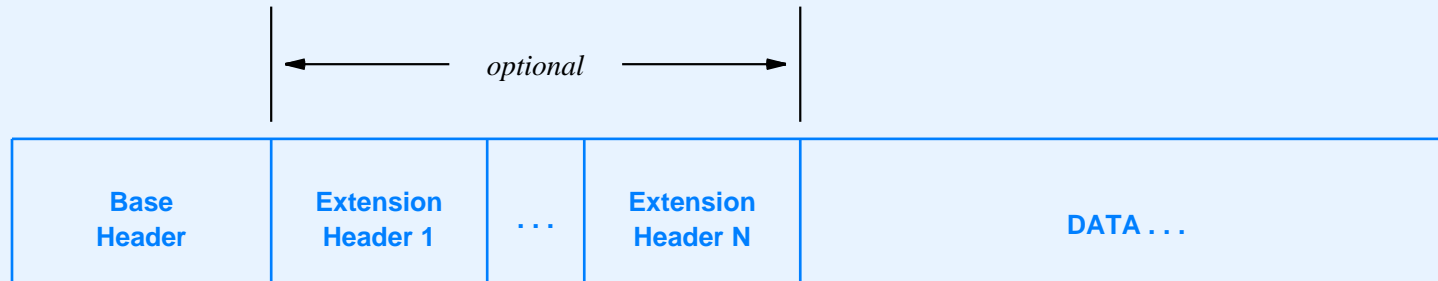 optional
Base
Header
Extension
Header 1
. . .
Extension
Header N
DATA . . .